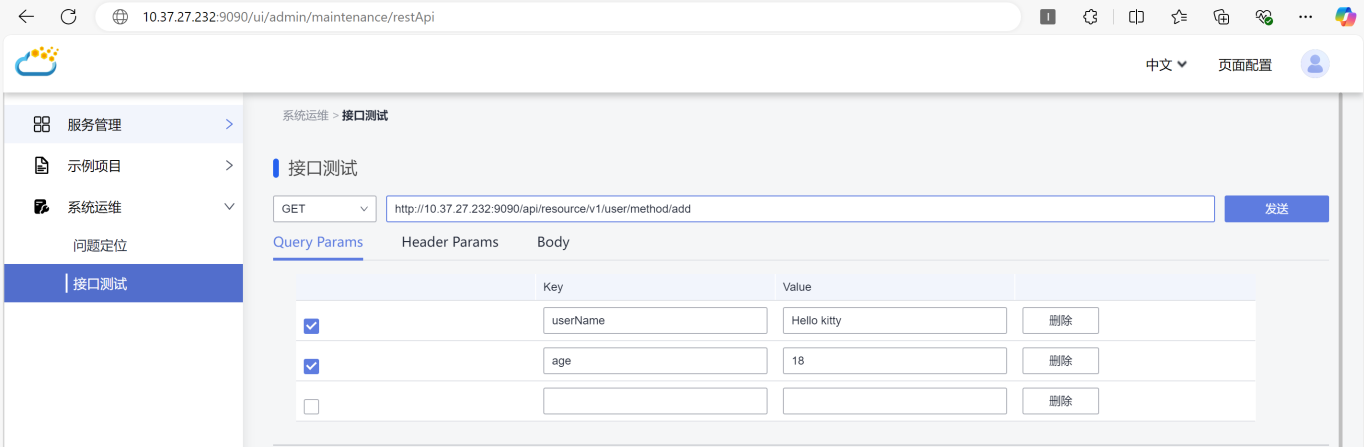 10.37.27.232:9090/ui/admin/maintenance/restApi
I
中文 页面配置
服务管理
示例项目
系统运维
问题定位
接口测试
系统运维 > 接口测试
接口测试
GET http://10.37.27.232:9090/api/resource/v1/user/method/add 发送
Query Params Header Params Body
Key Value
userName Hello kitty 删除
age 18 删除
删除